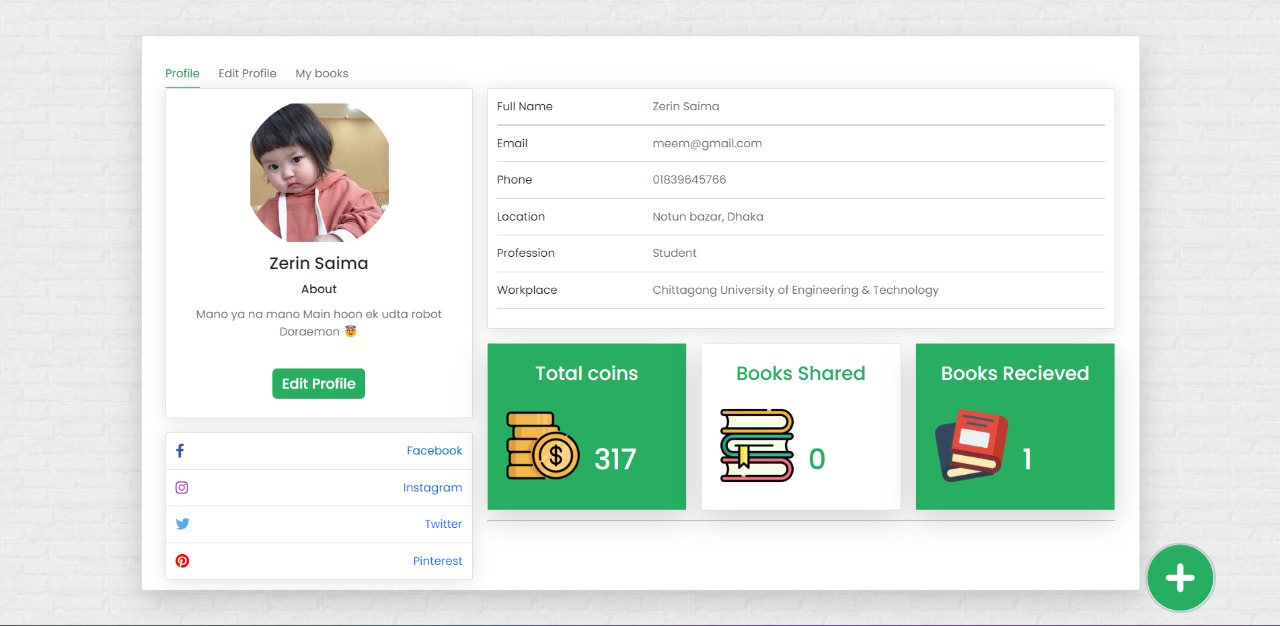 Profile Edit Profile My books
Zerin Saima
About
Mano ya na mano Main hoon ek udta robot
Doraemon 😇
Edit Profile
Facebook
Instagram
Twitter
Pinterest
Full Name Zerin Saima
Email meem@gmail.com
Phone 01839645766
Location Notun bazar, Dhaka
Profession Student
Workplace Chittagong University of Engineering & Technology
Total coins
$ 317
Books Shared
0
Books Recieved
1